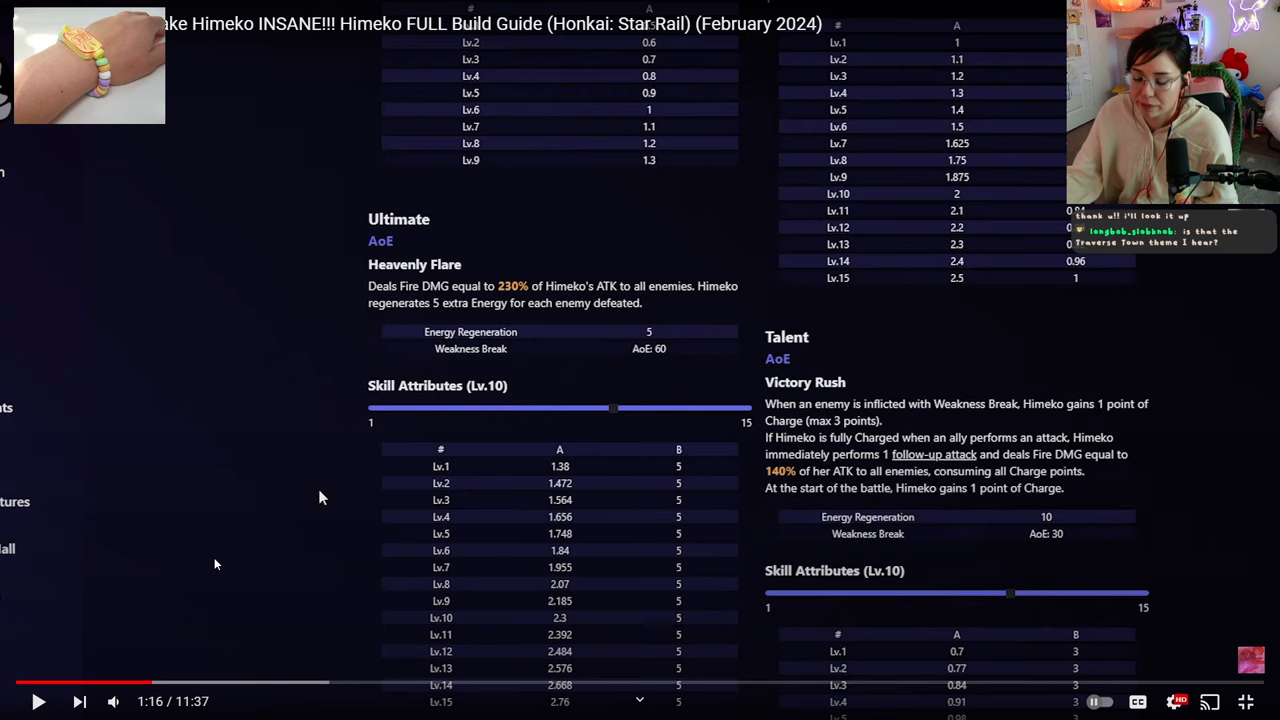 ake Himeko INSANE!!! Himeko FULL Build Guide (Honkai: Star Rail) (February 2024)
# A
Lv.2 0.6
Lv.3 0.7
Lv.4 0.8
Lv.5 0.9
Lv.6 1
Lv.7 1.1
Lv.8 1.2
Lv.9 1.3
Ultimate
AoE
Heavenly Flare
Deals Fire DMG equal to 230% of Himeko's ATK to all enemies. Himeko
regenerates 5 extra Energy for each enemy defeated.
Energy Regeneration 5
Weakness Break AoE: 60
Skill Attributes (Lv.10)
1 15
# A B
Lv.1 1.38 5
Lv.2 1.472 5
Lv.3 1.564 5
Lv.4 1.656 5
Lv.5 1.748 5
Lv.6 1.84 5
Lv.7 1.955 5
Lv.8 2.07 5
Lv.9 2.185 5
Lv.10 2.3 5
Lv.11 2.392 5
Lv.12 2.484 5
Lv.13 2.576 5
Lv.14 2.668 5
Lv.15 2.76 5
# A
Lv.1 1
Lv.2 1.1
Lv.3 1.2
Lv.4 1.3
Lv.5 1.4
Lv.6 1.5
Lv.7 1.625
Lv.8 1.75
Lv.9 1.875
Lv.10 2
Lv.11 2.1 0.84
Lv.12 2.2
Lv.13 2.3
Lv.14 2.4 0.96
Lv.15 2.5 1
Talent
AoE
Victory Rush
When an enemy is inflicted with Weakness Break, Himeko gains 1 point of
Charge (max 3 points).
If Himeko is fully Charged when an ally performs an attack, Himeko
immediately performs 1 follow-up attack and deals Fire DMG equal to
140% of her ATK to all enemies, consuming all Charge points.
At the start of the battle, Himeko gains 1 point of Charge.
Energy Regeneration 10
Weakness Break AoE: 30
Skill Attributes (Lv.10)
1 15
# A B
Lv.1 0.7 3
Lv.2 0.77 3
Lv.3 0.84 3
Lv.4 0.91 3
Lv.5 0.98 3
thank u!! i'll look it up
longbob_slobknob: is that the
Traverse Town theme I hear?
n
ats
tures
all
1:16 / 11:37
CC
HD